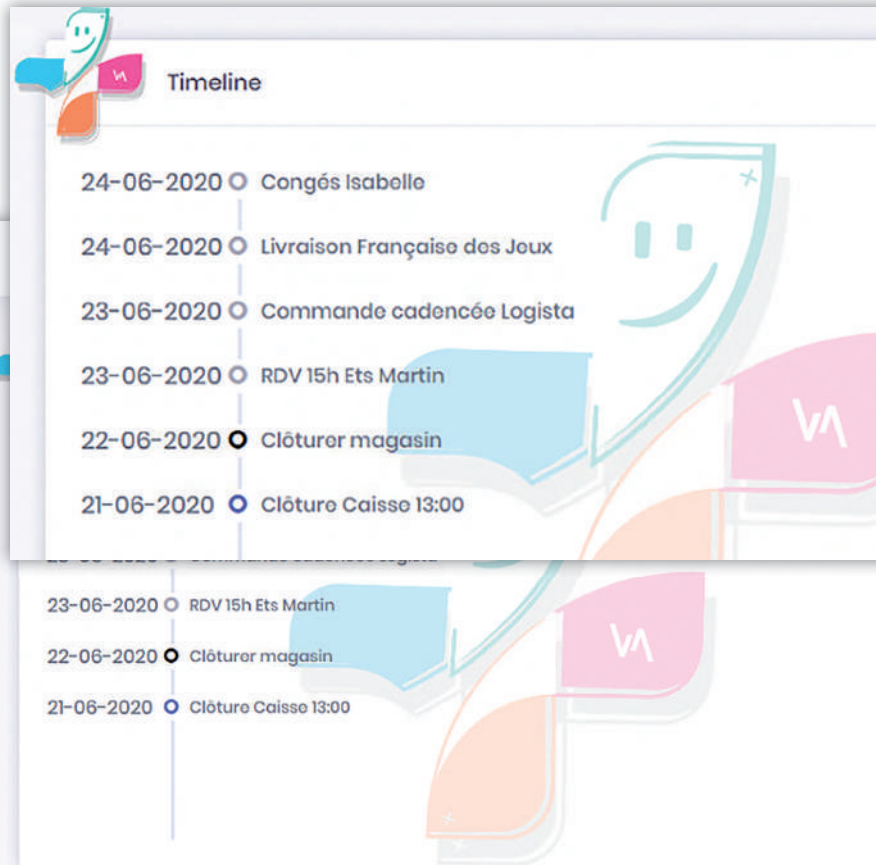 Timeline
24-06-2020 Congés Isabelle
24-06-2020 Livraison Française des Jeux
23-06-2020 Commande cadencée Logista
23-06-2020 RDV 15h Ets Martin
22-06-2020 Clôturer magasin
21-06-2020 Clôture Caisse 13:00
23-06-2020 RDV 15h Ets Martin
22-06-2020 Clôturer magasin
21-06-2020 Clôture Caisse 13:00